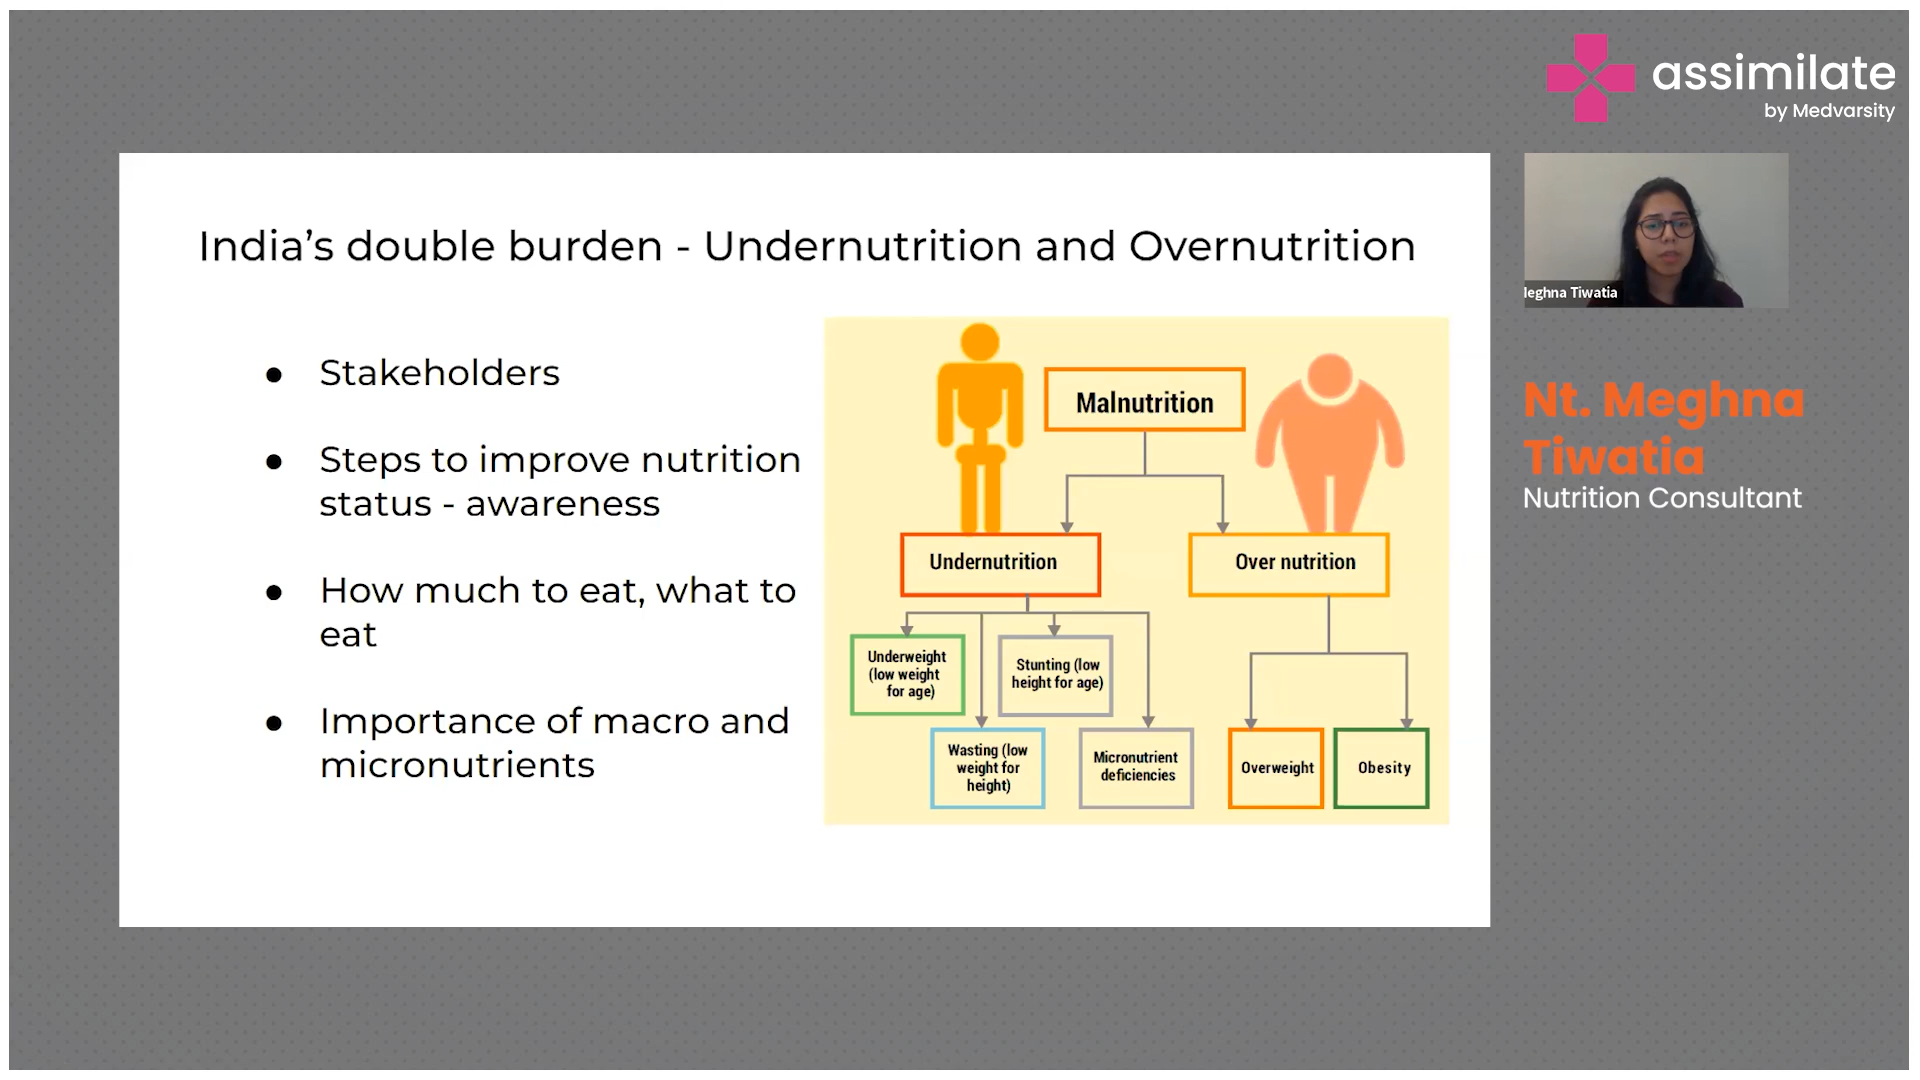 assimilate
by Medvarsity
India's double burden - Undernutrition and Overnutrition
● Stakeholders
● Steps to improve nutrition
status - awareness
● How much to eat, what to
eat
● Importance of macro and
micronutrients
Malnutrition
Undernutrition
Over nutrition
Underweight
(low weight
for age)
Stunting (low
height for age)
Wasting (low
weight for
height)
Micronutrient
deficiencies
Overweight
Obesity
leghna Tiwatia
Nt. Meghna
Tiwatia
Nutrition Consultant